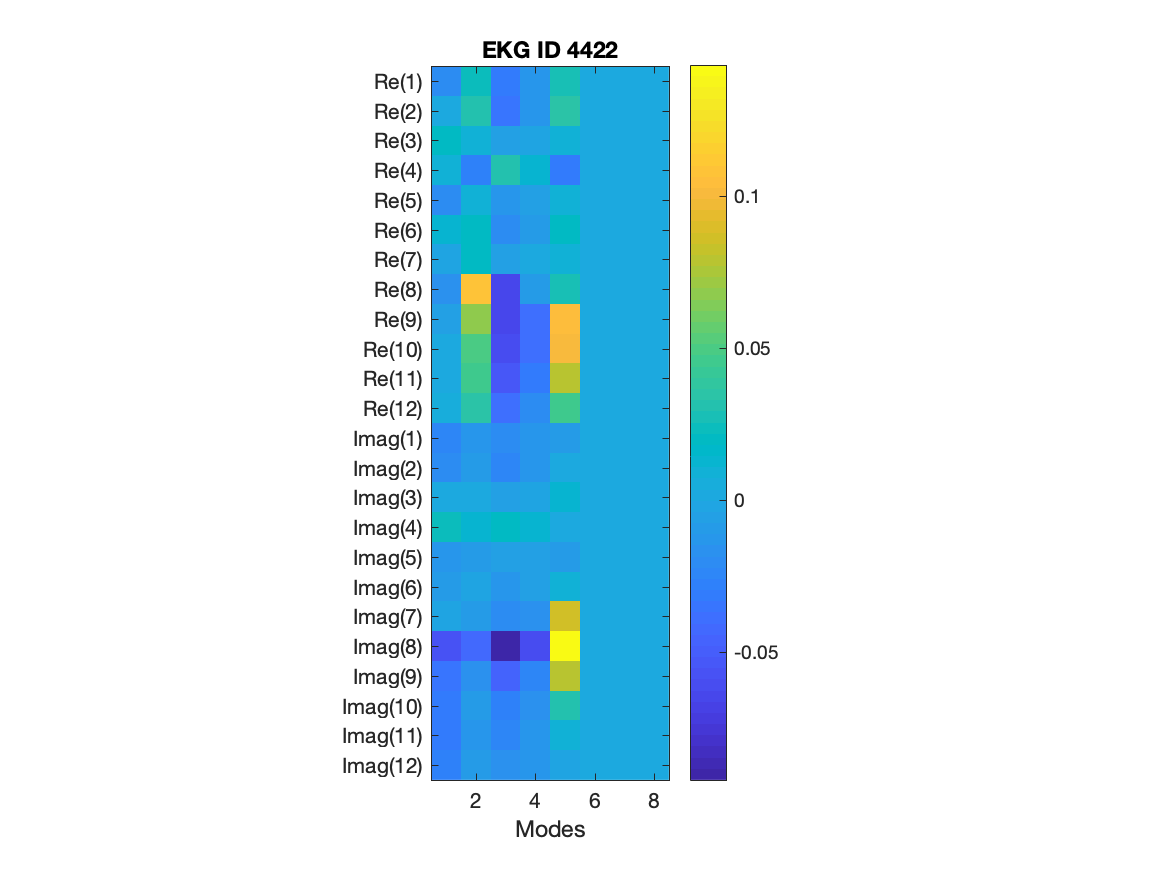 EKG ID 4422
Re(1)
Re(2)
Re(3)
Re(4)
Re(5)
Re(6)
Re(7)
Re(8)
Re(9)
Re(10)
Re(11)
Re(12)
Imag(1)
Imag(2)
Imag(3)
Imag(4)
Imag(5)
Imag(6)
Imag(7)
Imag(8)
Imag(9)
Imag(10)
Imag(11)
Imag(12)
2 4 6 8
Modes
0.1
0.05
0
-0.05